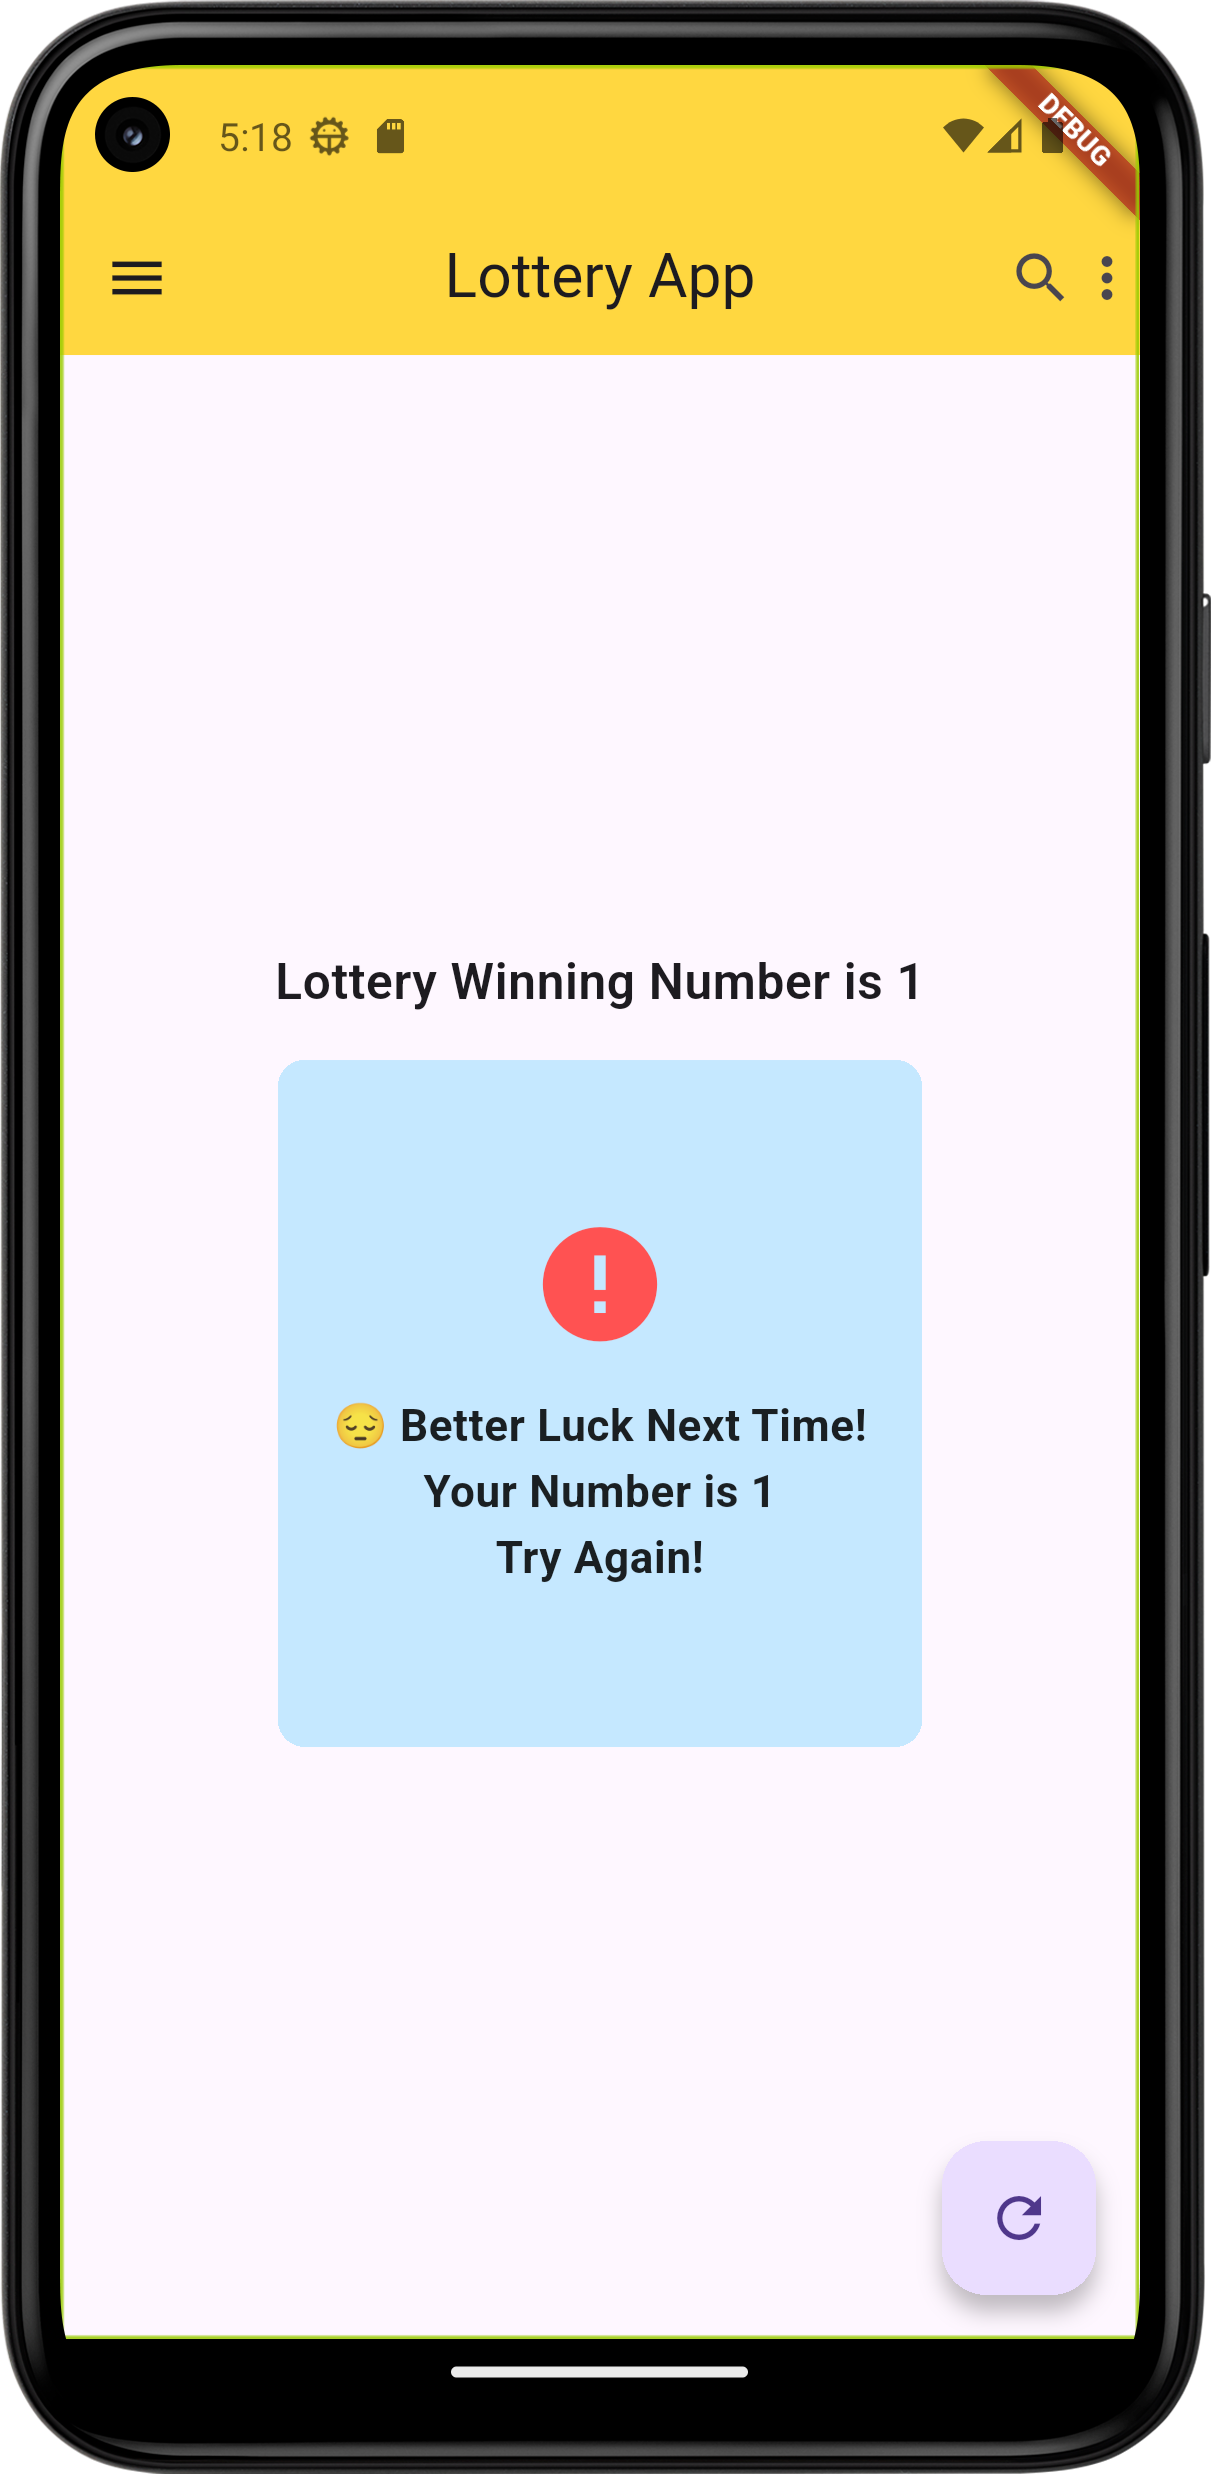 5:18
DEBUG
Lottery App
Lottery Winning Number is 1
😔 Better Luck Next Time!
Your Number is 1
Try Again!